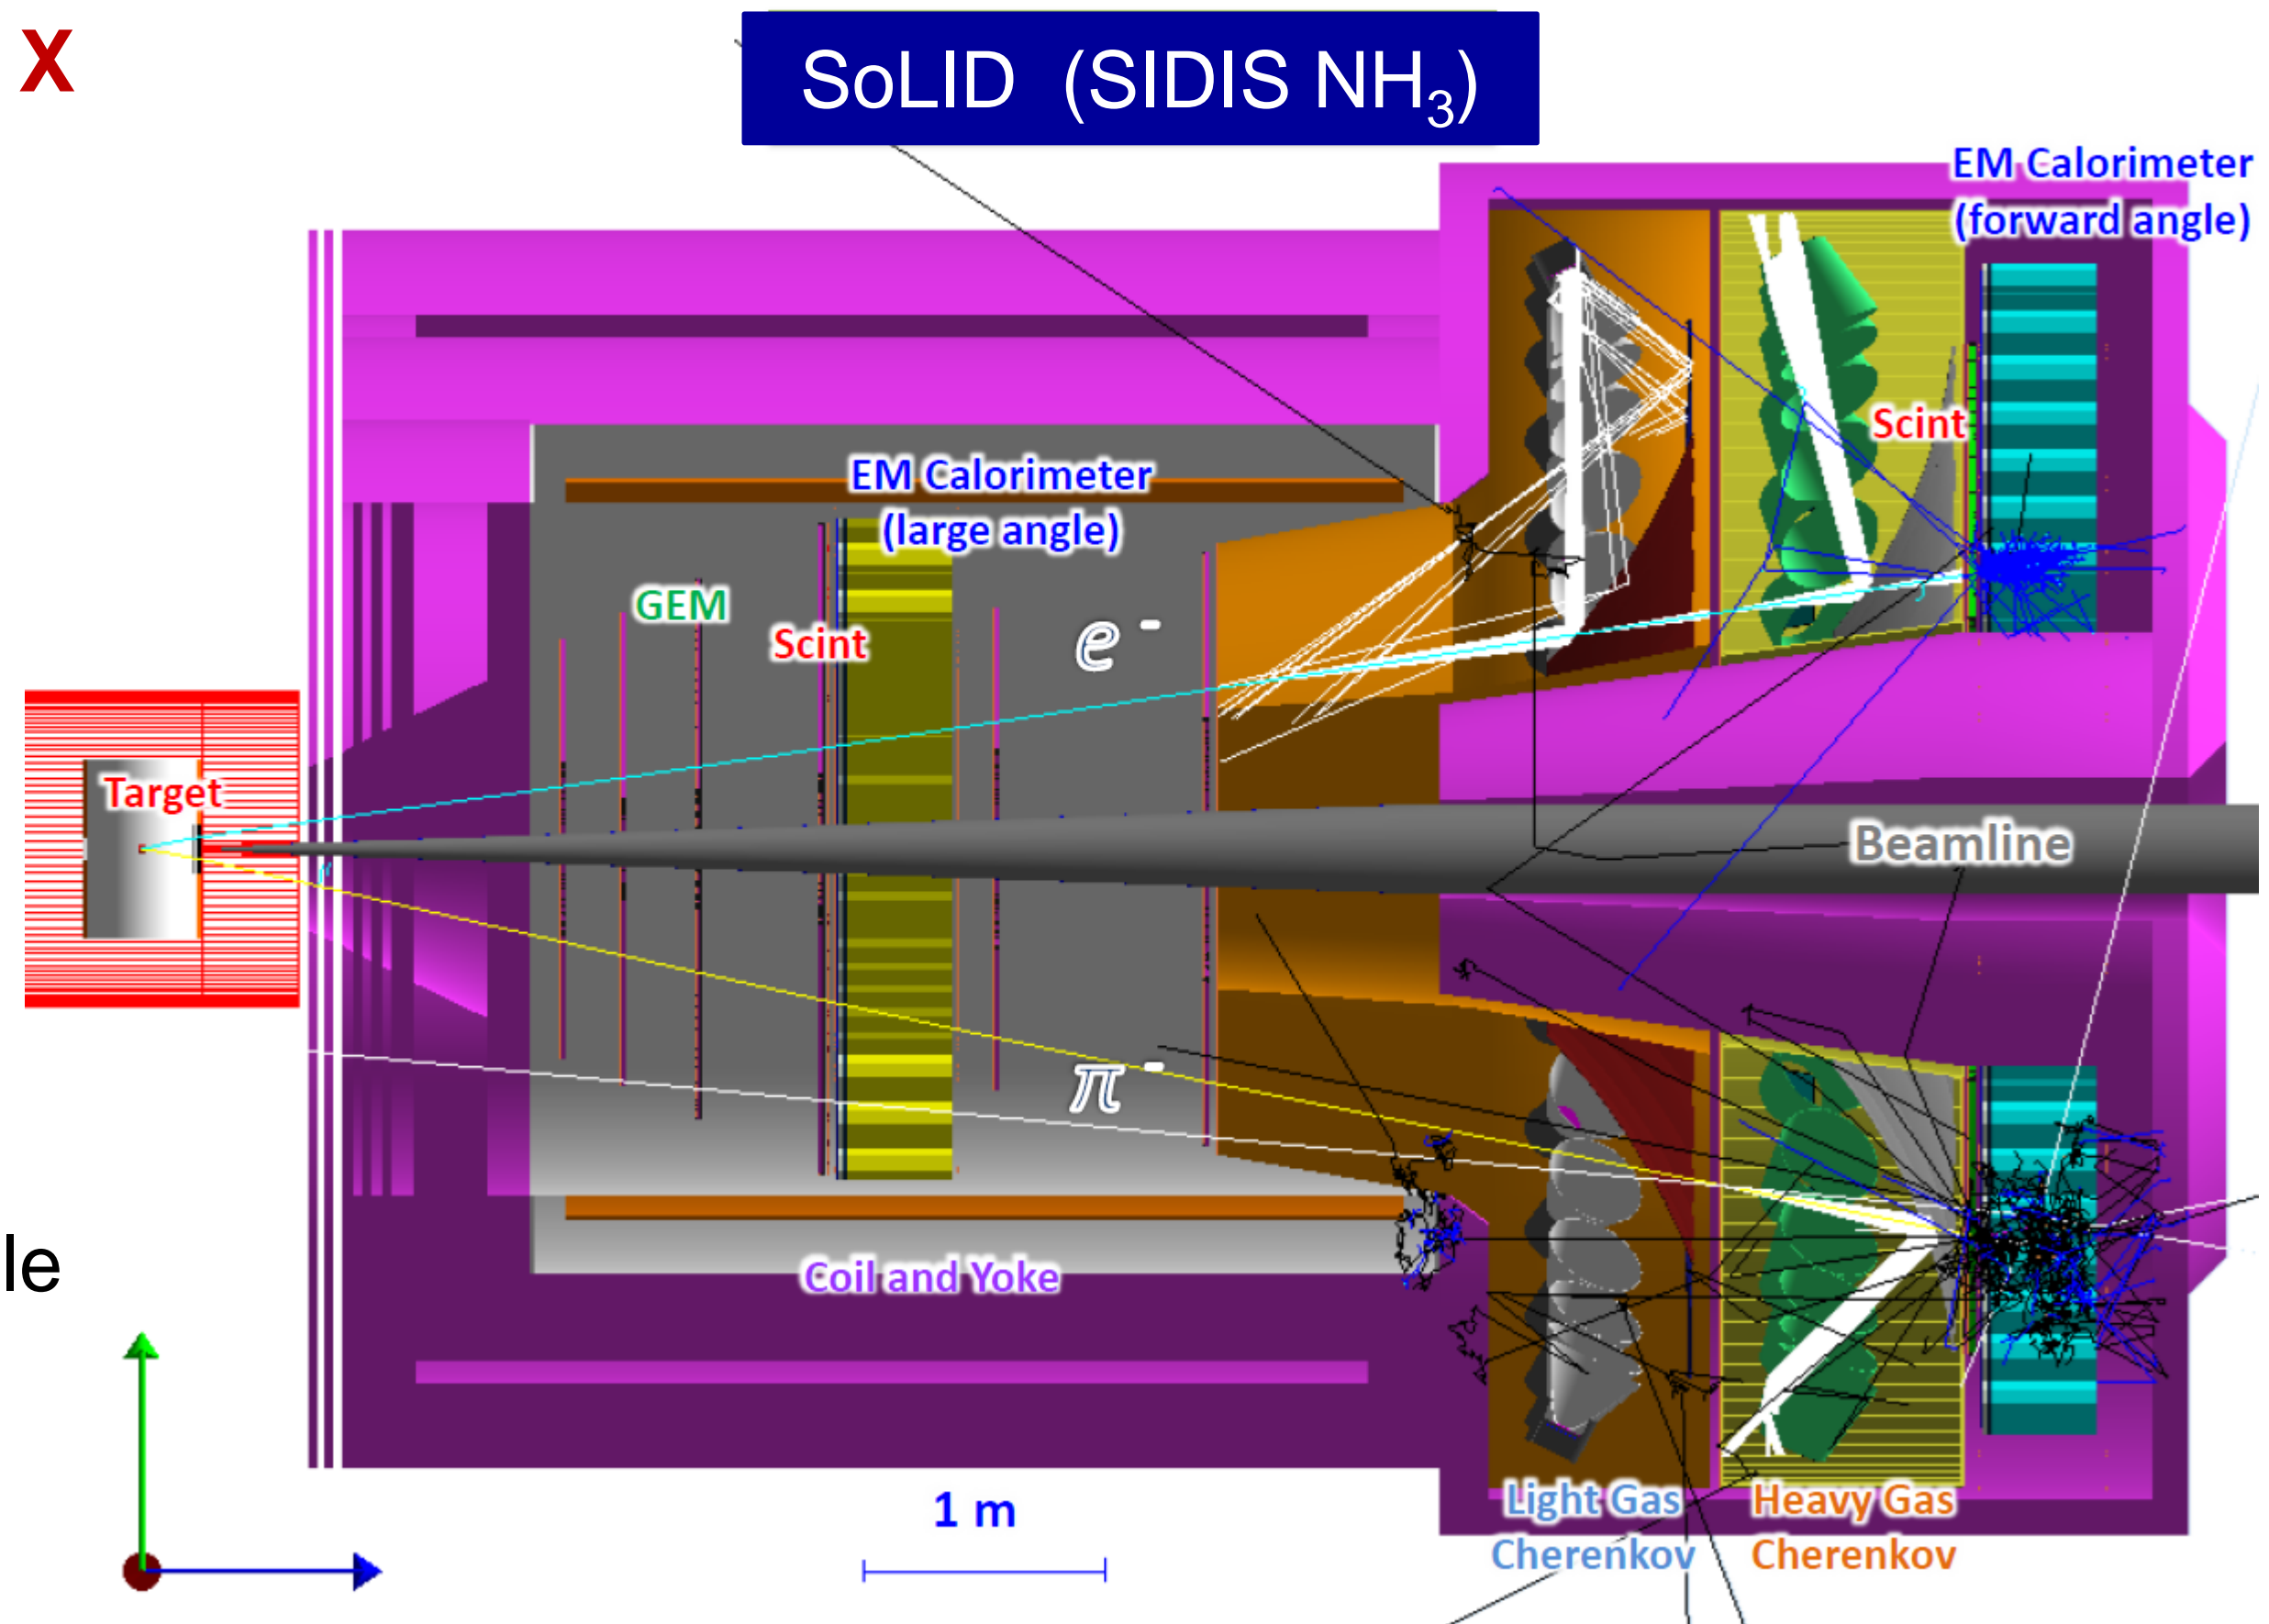 X
SoLID (SIDIS NH₃)
EM Calorimeter
(forward angle)
Scint
EM Calorimeter
(large angle)
GEM
Scint
e⁻
Target
Beamline
π⁻
le
Coil and Yoke
1 m
Light Gas
Cherenkov
Heavy Gas
Cherenkov